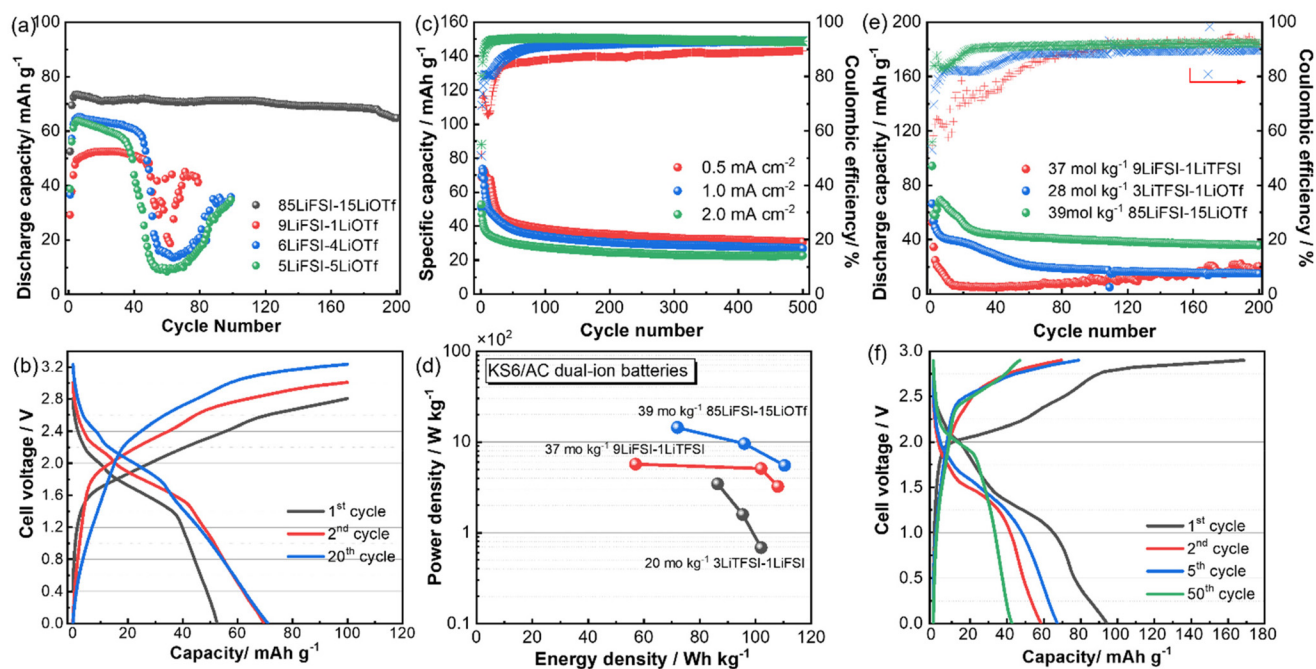 (a)
100
80
60
40
20
0
Discharge capacity/ mAh g-1
85LiFSI-15LiOTf
9LiFSI-1LiOTf
6LiFSI-4LiOTf
5LiFSI-5LiOTf
0 40 80 120 160 200
Cycle Number
(c)
160
140
120
100
80
60
40
20
0
Specific capacity / mAh g-1
100
80
60
40
20
0
Coulombic efficiency/ %
0.5 mA cm-2
1.0 mA cm-2
2.0 mA cm-2
0 100 200 300 400 500
Cycle number
(e)
200
160
120
80
40
0
Discharge capacity / mAh g-1
100
80
60
40
20
0
Coulombic efficiency / %
37 mol kg-1 9LiFSI-1LiTFSI
28 mol kg-1 3LiTFSI-1LiOTf
39mol kg-1 85LiFSI-15LiOTf
0 40 80 120 160 200
Cycle number
(b)
3.2
2.8
2.4
2.0
1.6
1.2
0.8
0.4
0.0
Cell voltage / V
1st cycle
2nd cycle
20th cycle
0 20 40 60 80 100 120
Capacity/ mAh g-1
(d)
×10²
100
10
1
0.1
Power density / W kg-1
KS6/AC dual-ion batteries
39 mo kg-1 85LiFSI-15LiOTf
37 mo kg-1 9LiFSI-1LiTFSI
20 mo kg-1 3LiTFSI-1LiFSI
0 20 40 60 80 100 120
Energy density / Wh kg-1
(f)
3.0
2.5
2.0
1.5
1.0
0.5
0.0
Cell voltage / V
1st cycle
2nd cycle
5th cycle
50th cycle
0 20 40 60 80 100 120 140 160 180
Capacity/ mAh g-1